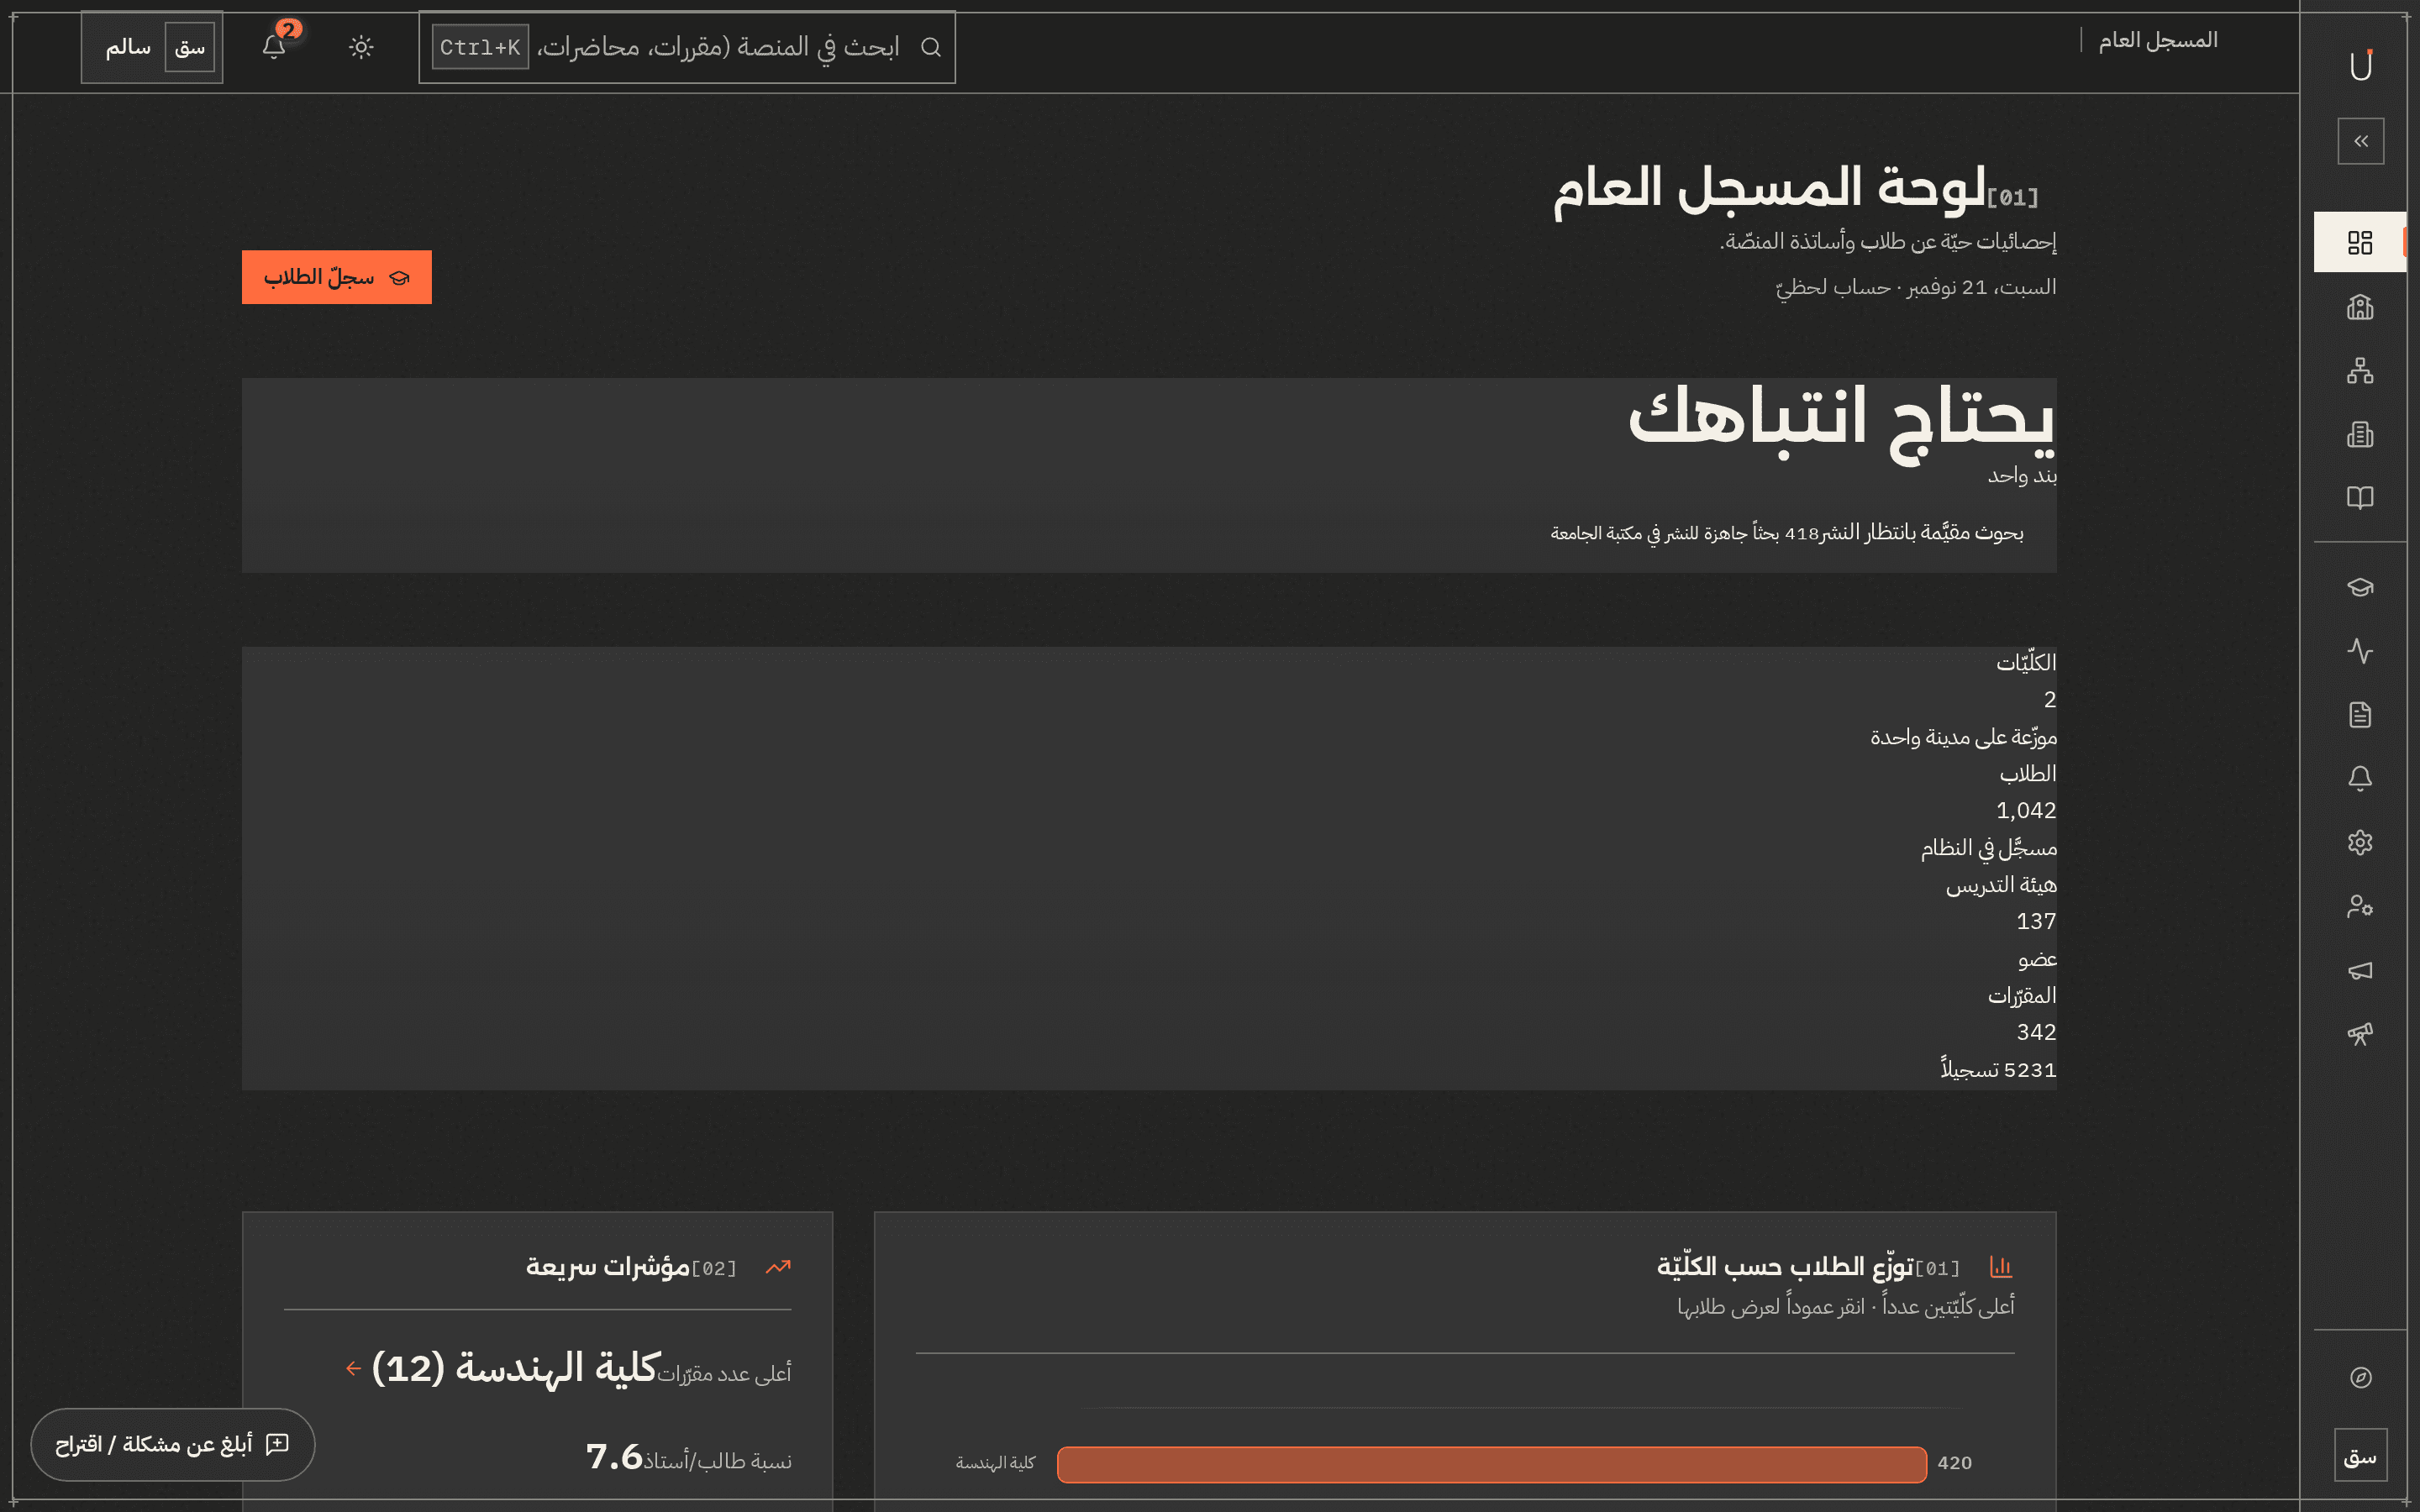 المسجل العام
ابحث في المنصة (مقررات، محاضرات، Ctrl+K
2
سق سالم
[01] لوحة المسجل العام
إحصائيات حيّة عن طلاب وأساتذة المنصّة.
السبت، 21 نوفمبر · حساب لحظيّ
سجلّ الطلاب
يحتاج انتباهك
بند واحد
بحوث مقيَّمة بانتظار النشر 418 بحثاً جاهزة للنشر في مكتبة الجامعة
الكلّيّات
2
موزّعة على مدينة واحدة
الطلاب
1,042
مسجَّل في النظام
هيئة التدريس
137
عضو
المقرّرات
342
5231 تسجيلاً
[01] توزّع الطلاب حسب الكلّيّة
أعلى كلّيّتين عدداً · انقر عموداً لعرض طلابها
420
كلية الهندسة
[02] مؤشرات سريعة
أعلى عدد مقرّرات كلية الهندسة (12) ←
نسبة طالب/أستاذ 7.6
أبلغ عن مشكلة / اقتراح
سق